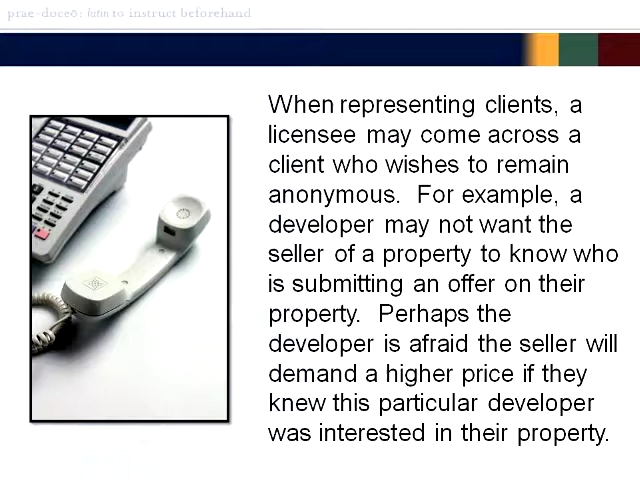 prae-doceō: latin to instruct beforehand
When representing clients, a
licensee may come across a
client who wishes to remain
anonymous.  For example, a
developer may not want the
seller of a property to know who
is submitting an offer on their
property.  Perhaps the
developer is afraid the seller will
demand a higher price if they
knew this particular developer
was interested in their property.